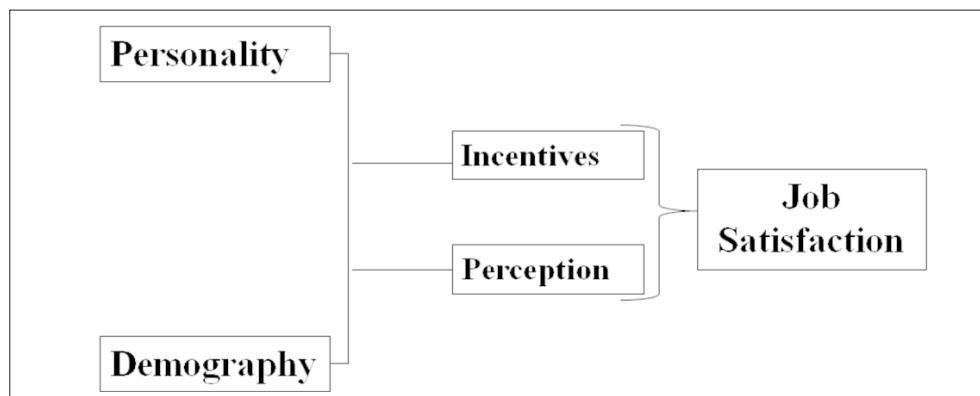 Personality
Incentives
Job
Satisfaction
Perception
Demography